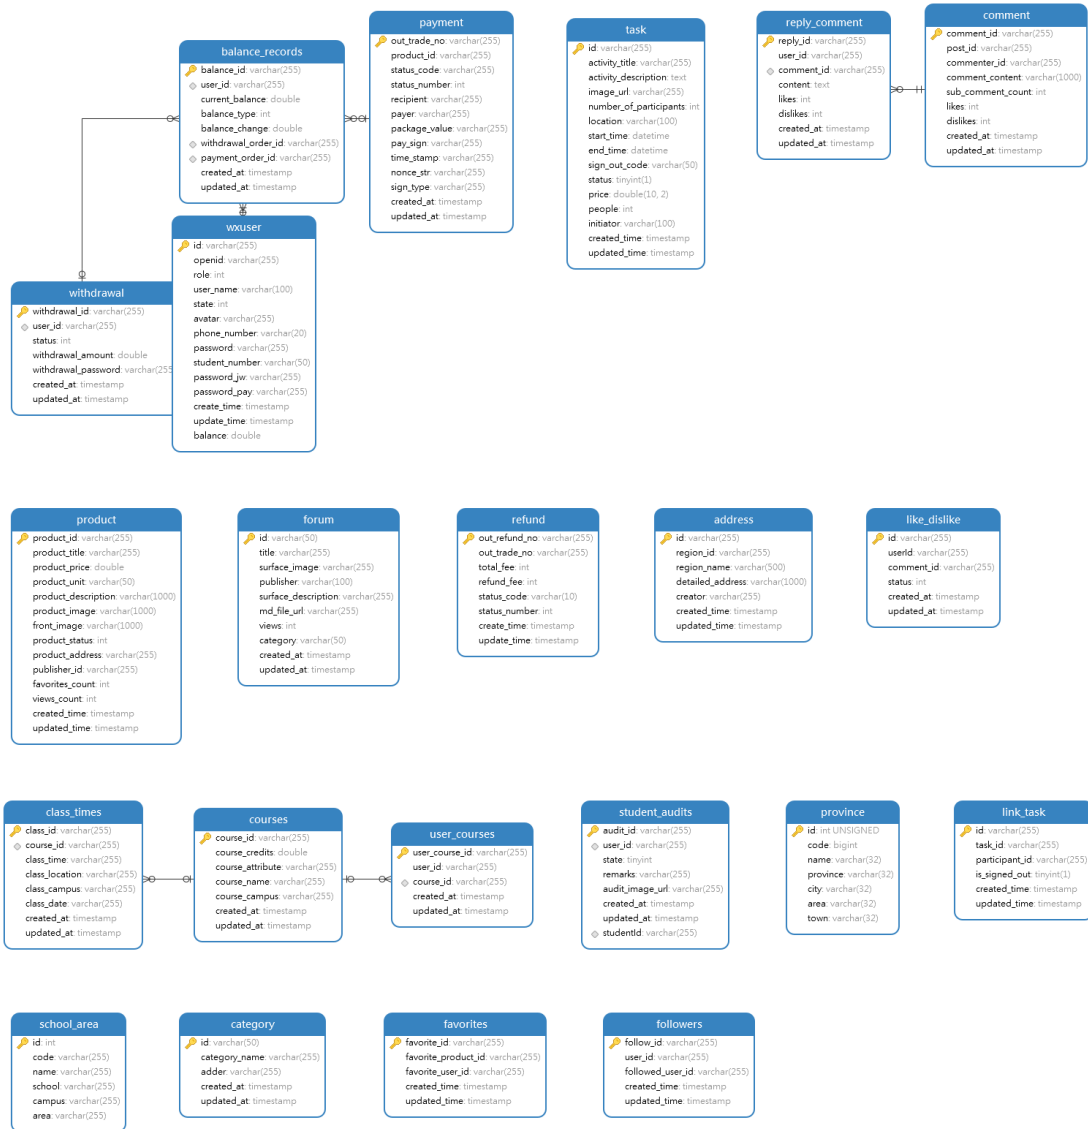 balance_records
balance_id: varchar(255)
user_id: varchar(255)
current_balance: double
balance_type: int
balance_change: double
withdrawal_order_id: varchar(255)
payment_order_id: varchar(255)
created_at: timestamp
updated_at: timestamp
payment
out_trade_no: varchar(255)
product_id: varchar(255)
status_code: varchar(255)
status_number: int
recipient: varchar(255)
payer: varchar(255)
package_value: varchar(255)
pay_sign: varchar(255)
time_stamp: varchar(255)
nonce_str: varchar(255)
sign_type: varchar(255)
created_at: timestamp
updated_at: timestamp
task
id: varchar(255)
activity_title: varchar(255)
activity_description: text
image_url: varchar(255)
number_of_participants: int
location: varchar(100)
start_time: datetime
end_time: datetime
sign_out_code: varchar(50)
status: tinyint(1)
price: double(10, 2)
people: int
initiator: varchar(100)
created_time: timestamp
updated_time: timestamp
reply_comment
reply_id: varchar(255)
user_id: varchar(255)
comment_id: varchar(255)
content: text
likes: int
dislikes: int
created_at: timestamp
updated_at: timestamp
comment
comment_id: varchar(255)
post_id: varchar(255)
commenter_id: varchar(255)
comment_content: varchar(1000)
sub_comment_count: int
likes: int
dislikes: int
created_at: timestamp
updated_at: timestamp
withdrawal
withdrawal_id: varchar(255)
user_id: varchar(255)
status: int
withdrawal_amount: double
withdrawal_password: varchar(255
created_at: timestamp
updated_at: timestamp
wxuser
id: varchar(255)
openid: varchar(255)
role: int
user_name: varchar(100)
state: int
avatar: varchar(255)
phone_number: varchar(20)
password: varchar(255)
student_number: varchar(50)
password_jw: varchar(255)
password_pay: varchar(255)
create_time: timestamp
update_time: timestamp
balance: double
product
product_id: varchar(255)
product_title: varchar(255)
product_price: double
product_unit: varchar(50)
product_description: varchar(1000)
product_image: varchar(1000)
front_image: varchar(1000)
product_status: int
product_address: varchar(255)
publisher_id: varchar(255)
favorites_count: int
views_count: int
created_time: timestamp
updated_time: timestamp
forum
id: varchar(50)
title: varchar(255)
surface_image: varchar(255)
publisher: varchar(100)
surface_description: varchar(255)
md_file_url: varchar(255)
views: int
category: varchar(50)
created_at: timestamp
updated_at: timestamp
refund
out_refund_no: varchar(255)
out_trade_no: varchar(255)
total_fee: int
refund_fee: int
status_code: varchar(10)
status_number: int
create_time: timestamp
update_time: timestamp
address
id: varchar(255)
region_id: varchar(255)
region_name: varchar(500)
detailed_address: varchar(1000)
creator: varchar(255)
created_time: timestamp
updated_time: timestamp
like_dislike
id: varchar(255)
userId: varchar(255)
comment_id: varchar(255)
status: int
created_at: timestamp
updated_at: timestamp
class_times
class_id: varchar(255)
course_id: varchar(255)
class_time: varchar(255)
class_location: varchar(255)
class_campus: varchar(255)
class_date: varchar(255)
created_at: timestamp
updated_at: timestamp
courses
course_id: varchar(255)
course_credits: double
course_attribute: varchar(255)
course_name: varchar(255)
course_campus: varchar(255)
created_at: timestamp
updated_at: timestamp
user_courses
user_course_id: varchar(255)
user_id: varchar(255)
course_id: varchar(255)
created_at: timestamp
updated_at: timestamp
student_audits
audit_id: varchar(255)
user_id: varchar(255)
state: tinyint
remarks: varchar(255)
audit_image_url: varchar(255)
created_at: timestamp
updated_at: timestamp
studentId: varchar(255)
province
id: int UNSIGNED
code: bigint
name: varchar(32)
province: varchar(32)
city: varchar(32)
area: varchar(32)
town: varchar(32)
link_task
id: varchar(255)
task_id: varchar(255)
participant_id: varchar(255)
is_signed_out: tinyint(1)
created_time: timestamp
updated_time: timestamp
school_area
id: int
code: varchar(255)
name: varchar(255)
school: varchar(255)
campus: varchar(255)
area: varchar(255)
category
id: varchar(50)
category_name: varchar(255)
adder: varchar(255)
created_at: timestamp
updated_at: timestamp
favorites
favorite_id: varchar(255)
favorite_product_id: varchar(255)
favorite_user_id: varchar(255)
created_time: timestamp
updated_time: timestamp
followers
follow_id: varchar(255)
user_id: varchar(255)
followed_user_id: varchar(255)
created_time: timestamp
updated_time: timestamp